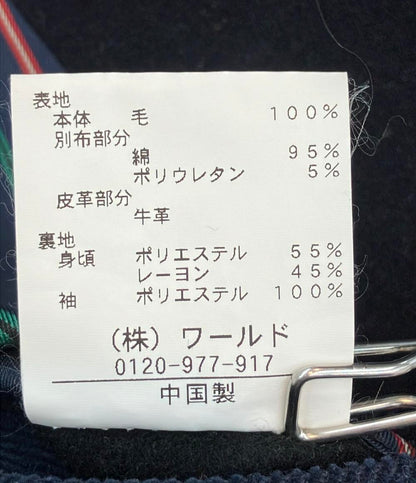 表地
本体 毛 100%
別布部分
綿 95%
ポリウレタン 5%
皮革部分
牛革
裏地
身頃 ポリエステル 55%
レーヨン 45%
袖 ポリエステル 100%
(株) ワールド
0120-977-917
中国製